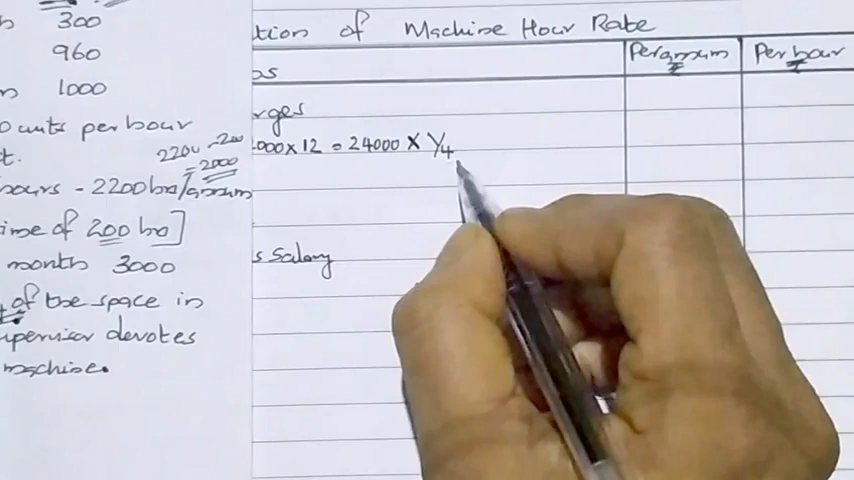 300
960
1000
units per hour
2200 - 200
= 2000
hours - 2200 hrs/annum
time of 200 hrs]
month 3000
of the space in
supervisor devotes
machine.
tion of Machine Hour Rate
Per annum Per hour
rges
000 x 12 = 24000 x 1/4
s Salary